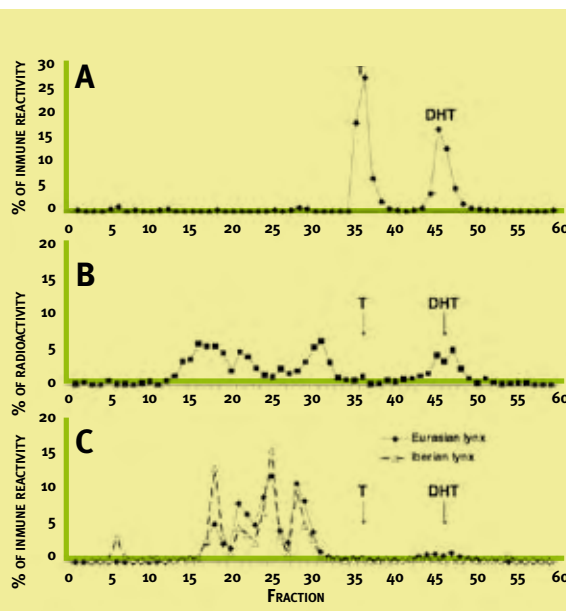 A
% OF INMUNE REACTIVITY
30
25
20
15
10
5
0
T
DHT
0 5 10 15 20 25 30 35 40 45 50 55 60
B
% OF RADIOACTIVITY
20
15
10
5
0
T
DHT
0 5 10 15 20 25 30 35 40 45 50 55 60
C
% OF INMUNE REACTIVITY
20
15
10
5
0
Eurasian lynx
Iberian lynx
T
DHT
0 5 10 15 20 25 30 35 40 45 50 55 60
FRACTION